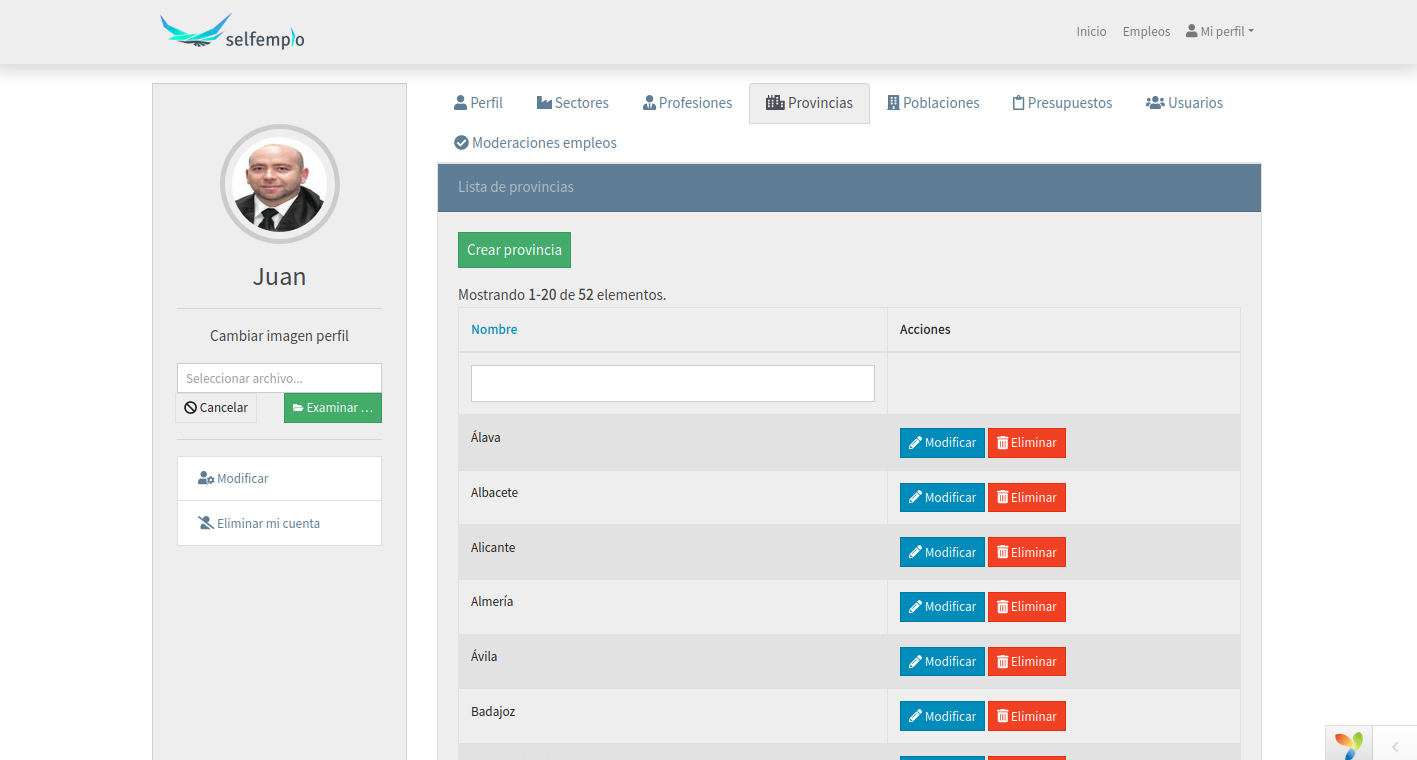 selfemplo
Inicio
Empleos
Mi perfil
Juan
Cambiar imagen perfil
Seleccionar archivo...
Cancelar
Examinar …
Modificar
Eliminar mi cuenta
Perfil
Sectores
Profesiones
Provincias
Poblaciones
Presupuestos
Usuarios
Moderaciones empleos
Lista de provincias
Crear provincia
Mostrando 1-20 de 52 elementos.
Nombre Acciones
Álava Modificar Eliminar
Albacete Modificar Eliminar
Alicante Modificar Eliminar
Almería Modificar Eliminar
Ávila Modificar Eliminar
Badajoz Modificar Eliminar